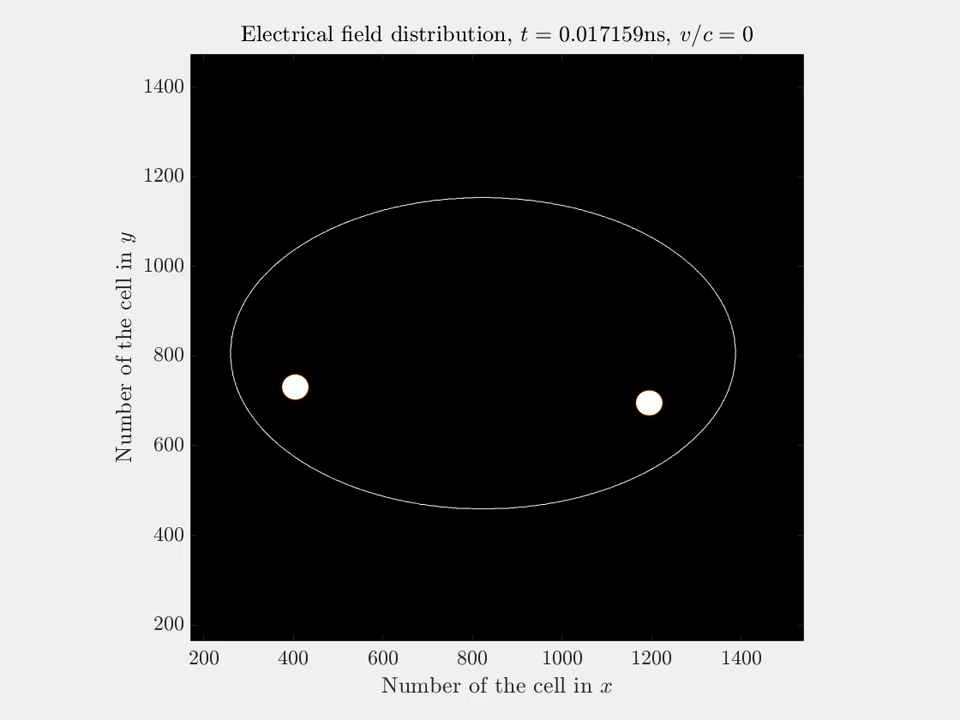 Electrical field distribution, t = 0.017159ns, v/c = 0
1400
1200
1000
800
600
400
200
Number of the cell in y
200 400 600 800 1000 1200 1400
Number of the cell in x